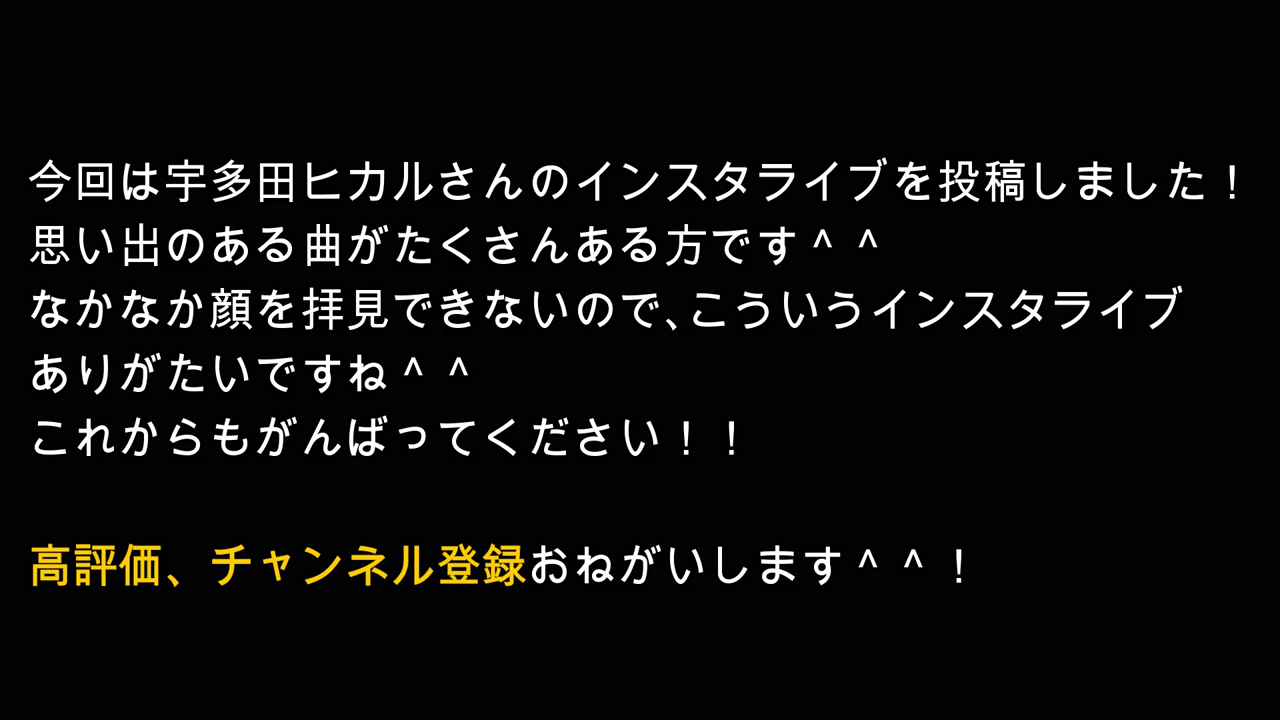 今回は宇多田ヒカルさんのインスタライブを投稿しました！
思い出のある曲がたくさんある方です＾＾
なかなか顔を拝見できないので、こういうインスタライブ
ありがたいですね＾＾
これからもがんばってください！！
高評価、チャンネル登録おねがいします＾＾！